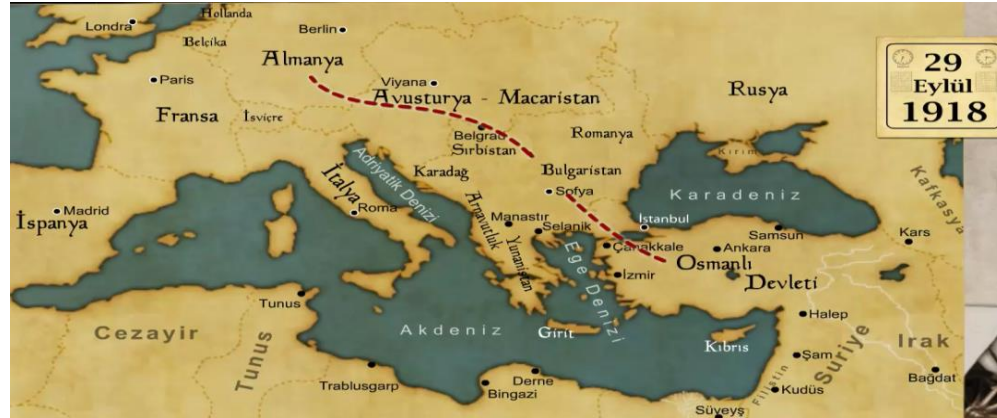 Hollanda
Londra
Berlin
Belçika
Almanya
29
Eylül
1918
Paris
Viyana
Fransa
İsviçre
Avusturya - Macaristan
Rusya
Belgrad
Sırbistan
Romanya
Kırım
Adriyatik Denizi
Karadağ
Bulgaristan
Kafkasya
İtalya
Roma
Sofya
Karadeniz
İspanya
Madrid
Arnavutluk
Manastır
Selanik
İstanbul
Samsun
Kars
Yunanistan
Ege Denizi
Çanakkale
Ankara
Osmanlı
Devleti
İzmir
Tunus
Cezayir
Tunus
Akdeniz
Girit
Kıbrıs
Halep
Suriye
Irak
Şam
Trablusgarp
Derne
Bingazi
Filistin
Kudüs
Bağdat
Süveyş